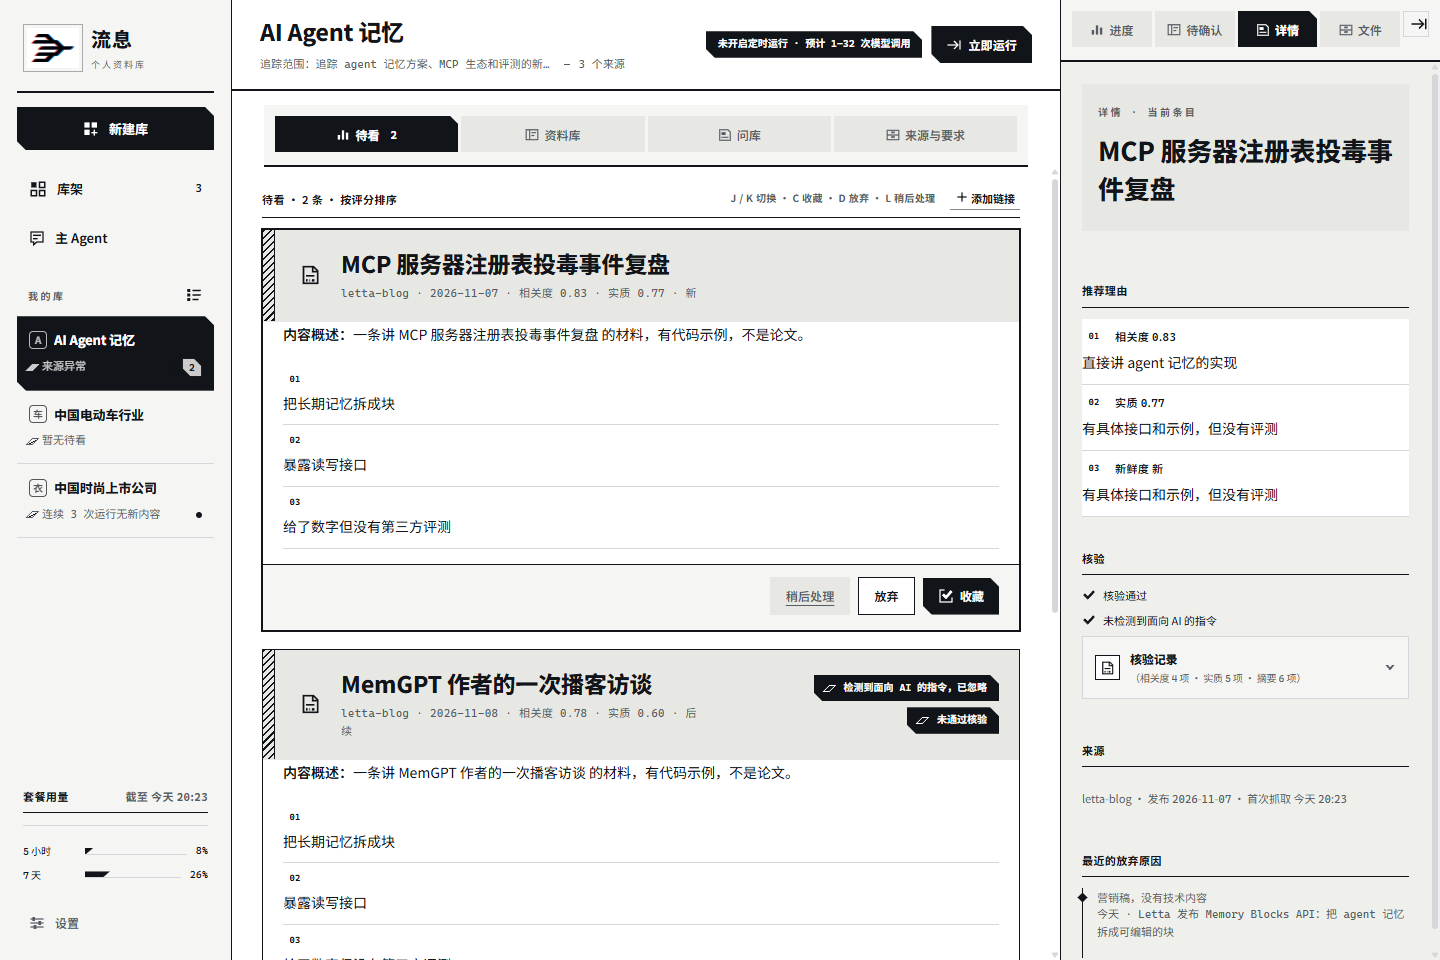 流息
个人资料库
新建库
库架 3
主 Agent
我的库
A AI Agent 记忆
来源异常 2
车 中国电动车行业
暂无待看
衣 中国时尚上市公司
连续 3 次运行无新内容
套餐用量 截至 今天 20:23
5 小时 8%
7 天 26%
设置
AI Agent 记忆
追踪范围：追踪 agent 记忆方案、MCP 生态和评测的新… — 3 个来源
未开启定时运行 · 预计 1–32 次模型调用
立即运行
待看 2
资料库
问库
来源与要求
待看 • 2 条 • 按评分排序
J / K 切换 • C 收藏 • D 放弃 • L 稍后处理
添加链接
MCP 服务器注册表投毒事件复盘
letta-blog · 2026-11-07 · 相关度 0.83 · 实质 0.77 · 新
内容概述：一条讲 MCP 服务器注册表投毒事件复盘 的材料，有代码示例，不是论文。
01
把长期记忆拆成块
02
暴露读写接口
03
给了数字但没有第三方评测
稍后处理
放弃
收藏
MemGPT 作者的一次播客访谈
letta-blog · 2026-11-08 · 相关度 0.78 · 实质 0.60 · 后
续
检测到面向 AI 的指令，已忽略
未通过核验
内容概述：一条讲 MemGPT 作者的一次播客访谈 的材料，有代码示例，不是论文。
01
把长期记忆拆成块
02
暴露读写接口
03
给了数字但没有第三方评测
进度
待确认
详情
文件
详情 · 当前条目
MCP 服务器注册表投毒事
件复盘
推荐理由
01 相关度 0.83
直接讲 agent 记忆的实现
02 实质 0.77
有具体接口和示例，但没有评测
03 新鲜度 新
有具体接口和示例，但没有评测
核验
核验通过
未检测到面向 AI 的指令
核验记录
（相关度 4 项 • 实质 5 项 • 摘要 6 项）
来源
letta-blog • 发布 2026-11-07 • 首次抓取 今天 20:23
最近的放弃原因
营销稿，没有技术内容
今天 · Letta 发布 Memory Blocks API：把 agent 记忆
拆成可编辑的块